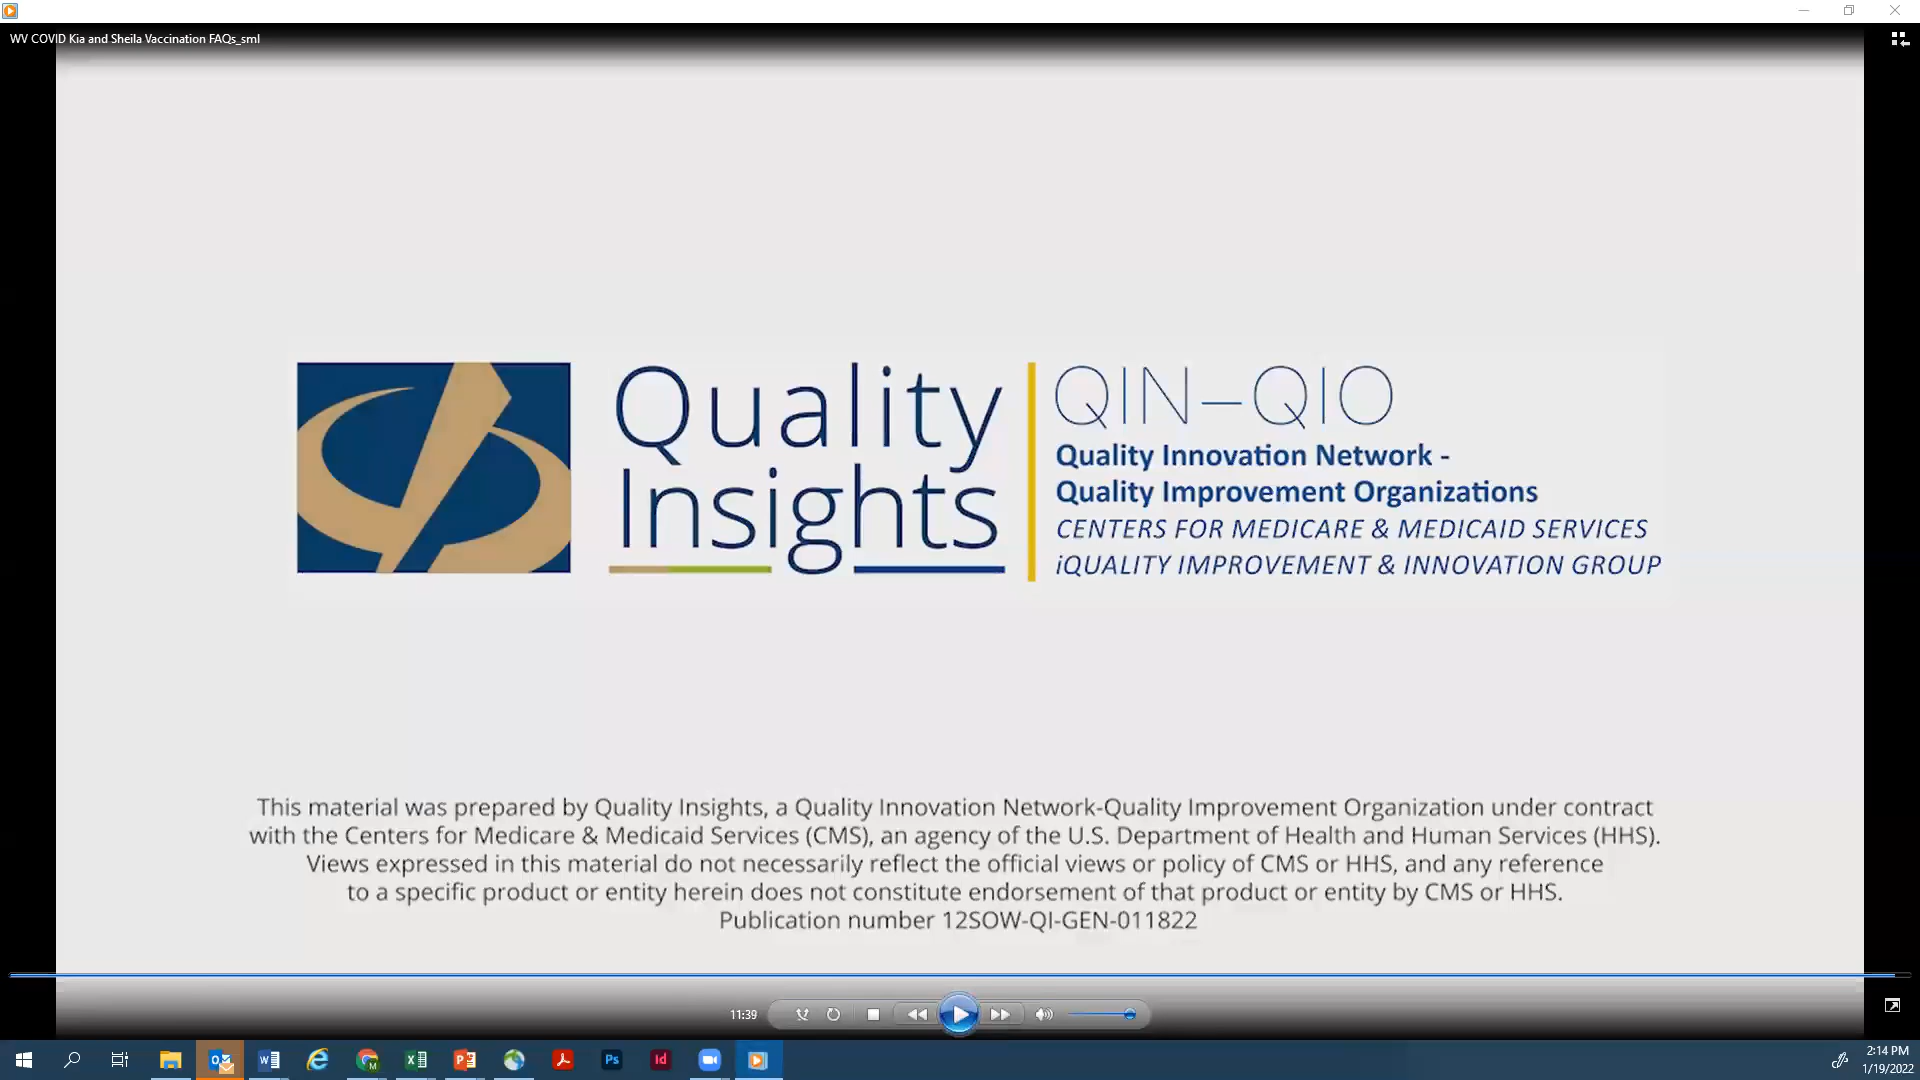 WV COVID Kia and Sheila Vaccination FAQs_sml
Quality
Insights
QIN–QIO
Quality Innovation Network -
Quality Improvement Organizations
CENTERS FOR MEDICARE & MEDICAID SERVICES
iQUALITY IMPROVEMENT & INNOVATION GROUP
This material was prepared by Quality Insights, a Quality Innovation Network-Quality Improvement Organization under contract
with the Centers for Medicare & Medicaid Services (CMS), an agency of the U.S. Department of Health and Human Services (HHS).
Views expressed in this material do not necessarily reflect the official views or policy of CMS or HHS, and any reference
to a specific product or entity herein does not constitute endorsement of that product or entity by CMS or HHS.
Publication number 12SOW-QI-GEN-011822
11:39
Ps
Id
2:14 PM
1/19/2022